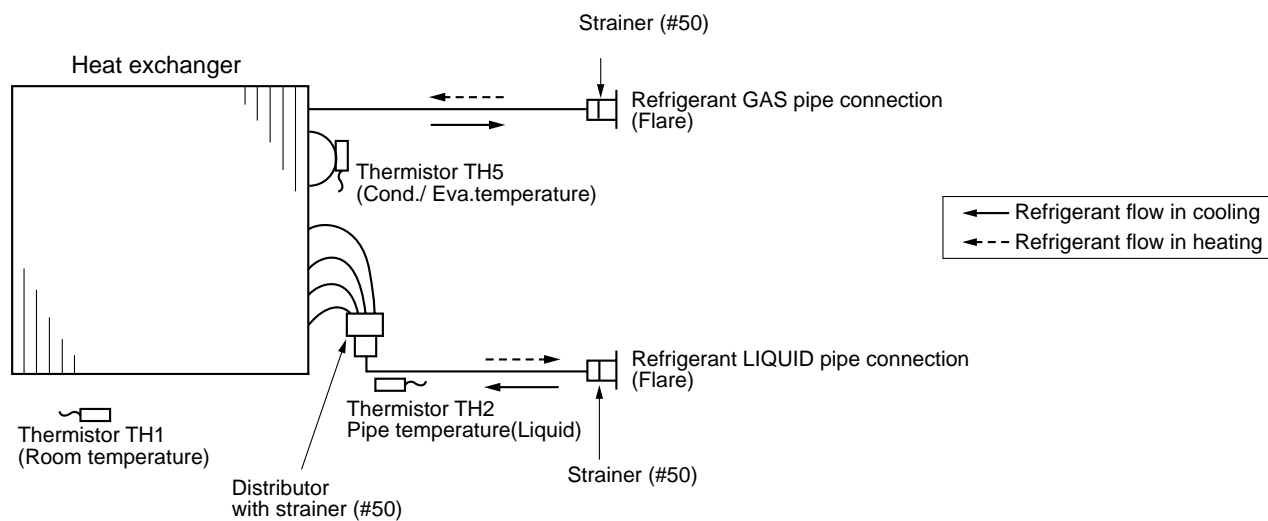 Strainer (#50)
Heat exchanger
Refrigerant GAS pipe connection
(Flare)
Thermistor TH5
(Cond./ Eva.temperature)
Refrigerant flow in cooling
Refrigerant flow in heating
Refrigerant LIQUID pipe connection
(Flare)
Thermistor TH2
Pipe temperature(Liquid)
Thermistor TH1
(Room temperature)
Strainer (#50)
Distributor
with strainer (#50)